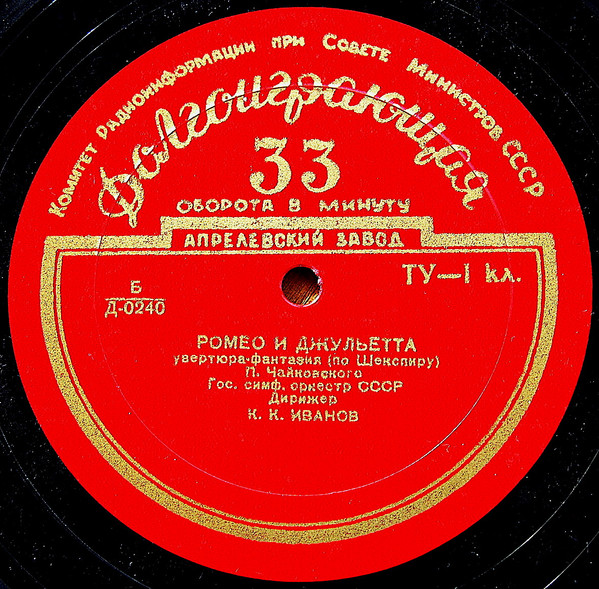 Комитет Радиоинформации при Совете Министров СССР
Долгоиграющая
33
ОБОРОТА В МИНУТУ
АПРЕЛЕВСКИЙ ЗАВОД
Б
Д-0240
ТУ—1 кл.
РОМЕО И ДЖУЛЬЕТТА
увертюра-фантазия (по Шекспиру)
П. Чайковского
Гос. симф. оркестр СССР
Дирижер
К. К. ИВАНОВ